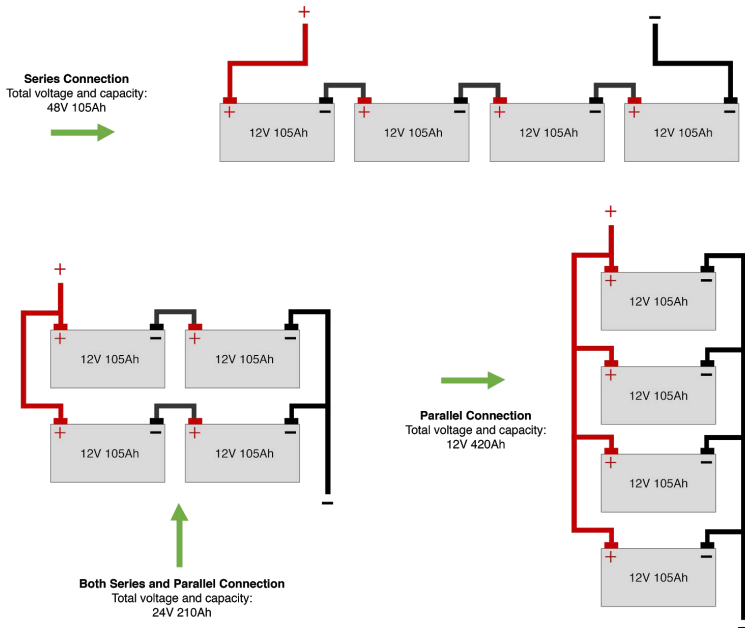 +
−
Series Connection
Total voltage and capacity:
48V 105Ah
+ − + − + − + −
12V 105Ah 12V 105Ah 12V 105Ah 12V 105Ah
+
+ − + −
12V 105Ah 12V 105Ah
+ − + −
12V 105Ah 12V 105Ah
−
Both Series and Parallel Connection
Total voltage and capacity:
24V 210Ah
+
+ −
12V 105Ah
+ −
12V 105Ah
+ −
12V 105Ah
+ −
12V 105Ah
−
Parallel Connection
Total voltage and capacity:
12V 420Ah